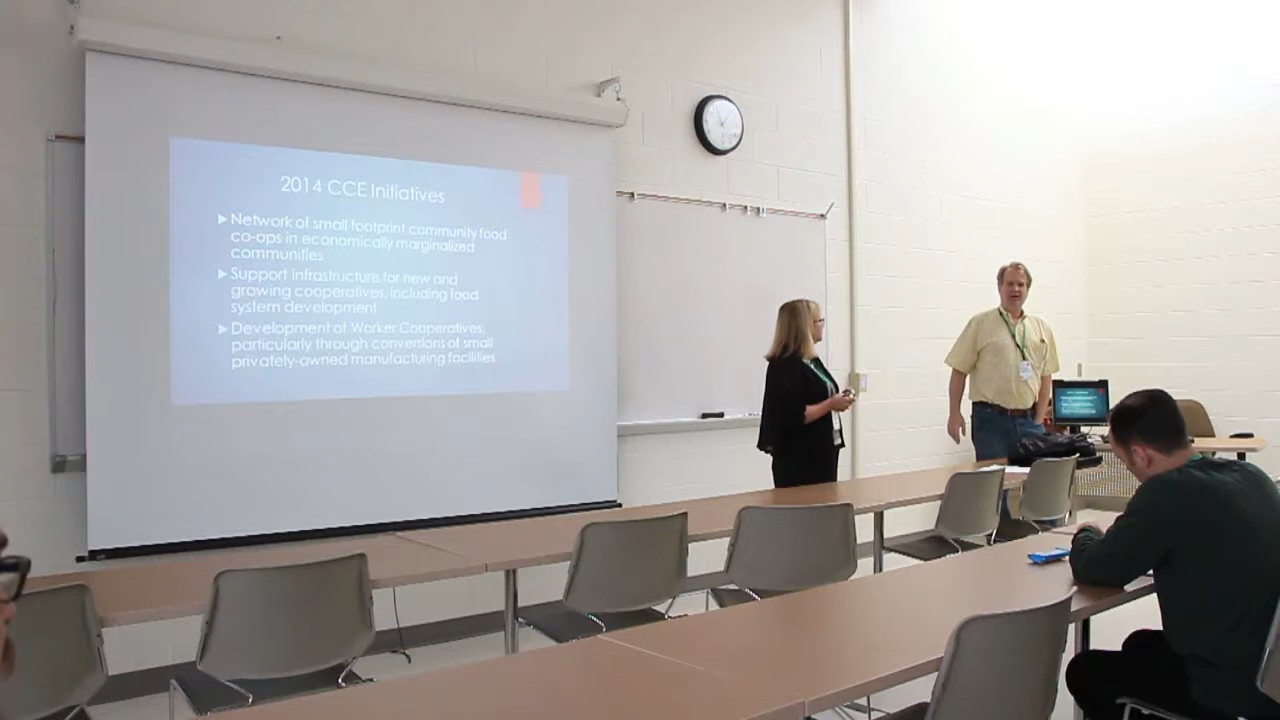 2014 CCE Initiatives
Network of small footprint community food
co-ops in economically marginalized
communities
Support infrastructure for new and
growing cooperatives, including food
system development
Development of Worker Cooperatives,
particularly through conversions of small
privately-owned manufacturing facilities